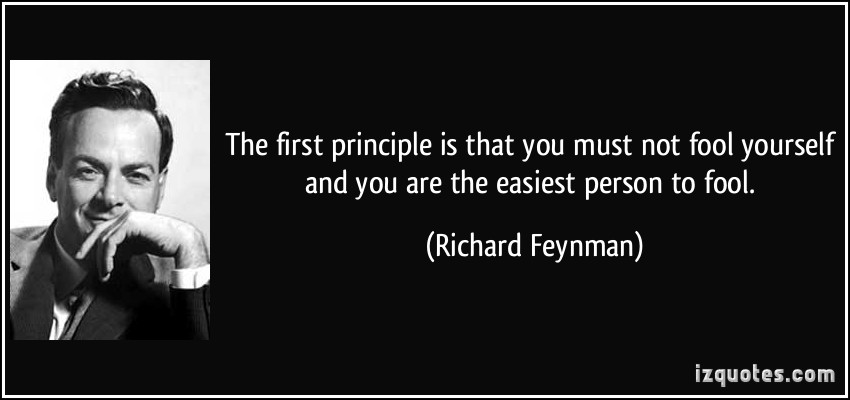 The first principle is that you must not fool yourself
and you are the easiest person to fool.
(Richard Feynman)
izquotes.com